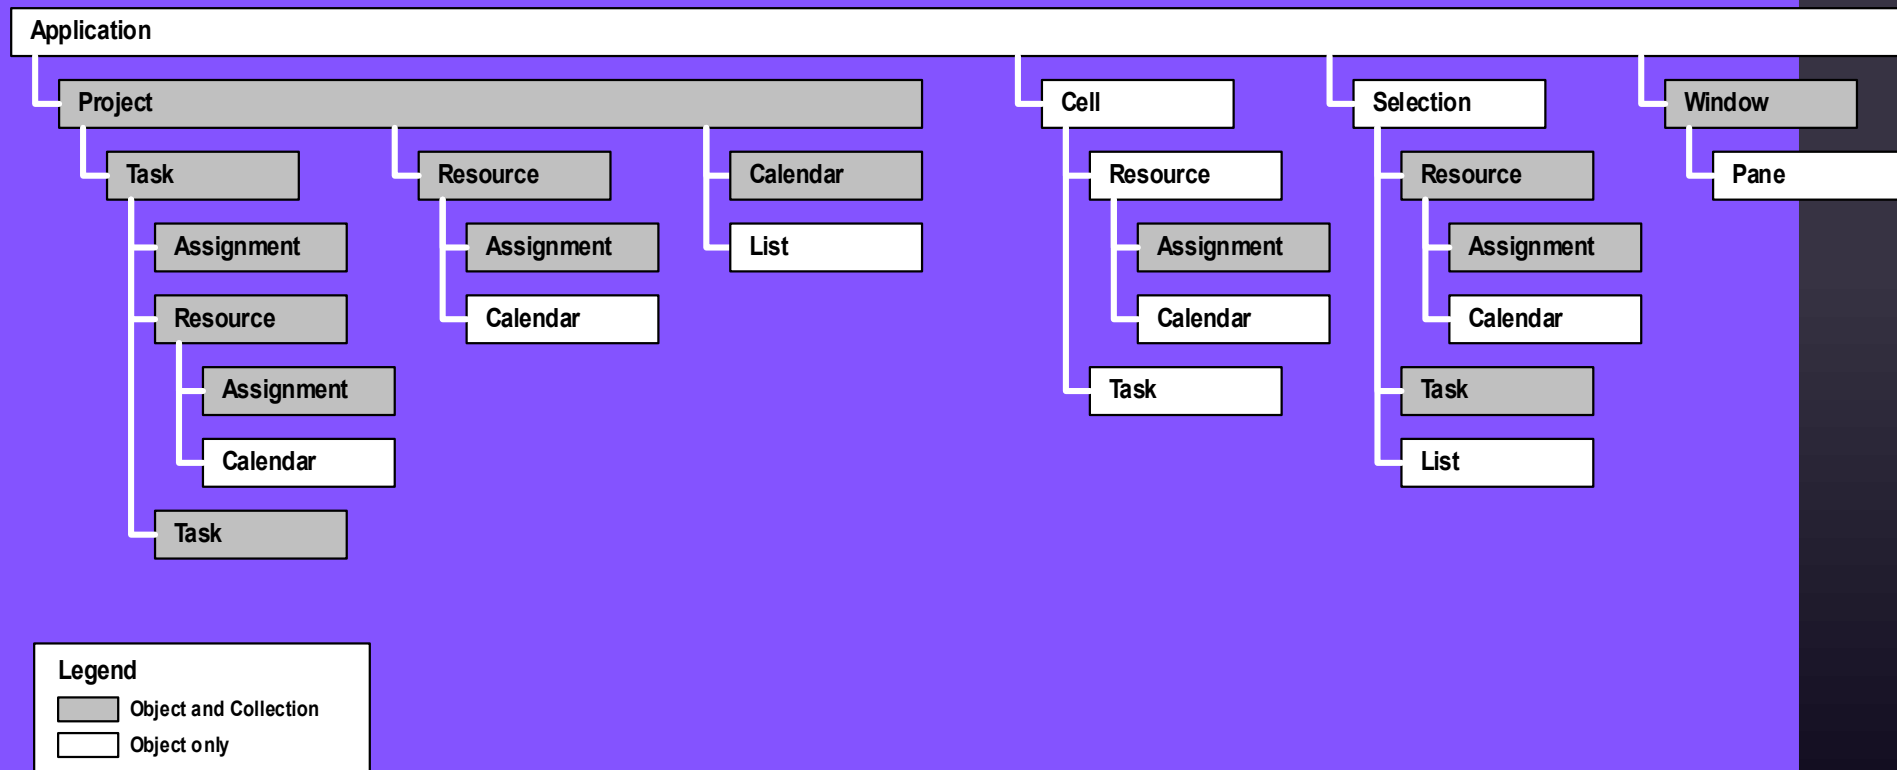 Application
Project
Cell
Selection
Window
Task
Resource
Calendar
Resource
Resource
Pane
Assignment
Assignment
List
Assignment
Assignment
Resource
Calendar
Calendar
Calendar
Assignment
Task
Task
Calendar
List
Task
Legend
Object and Collection
Object only